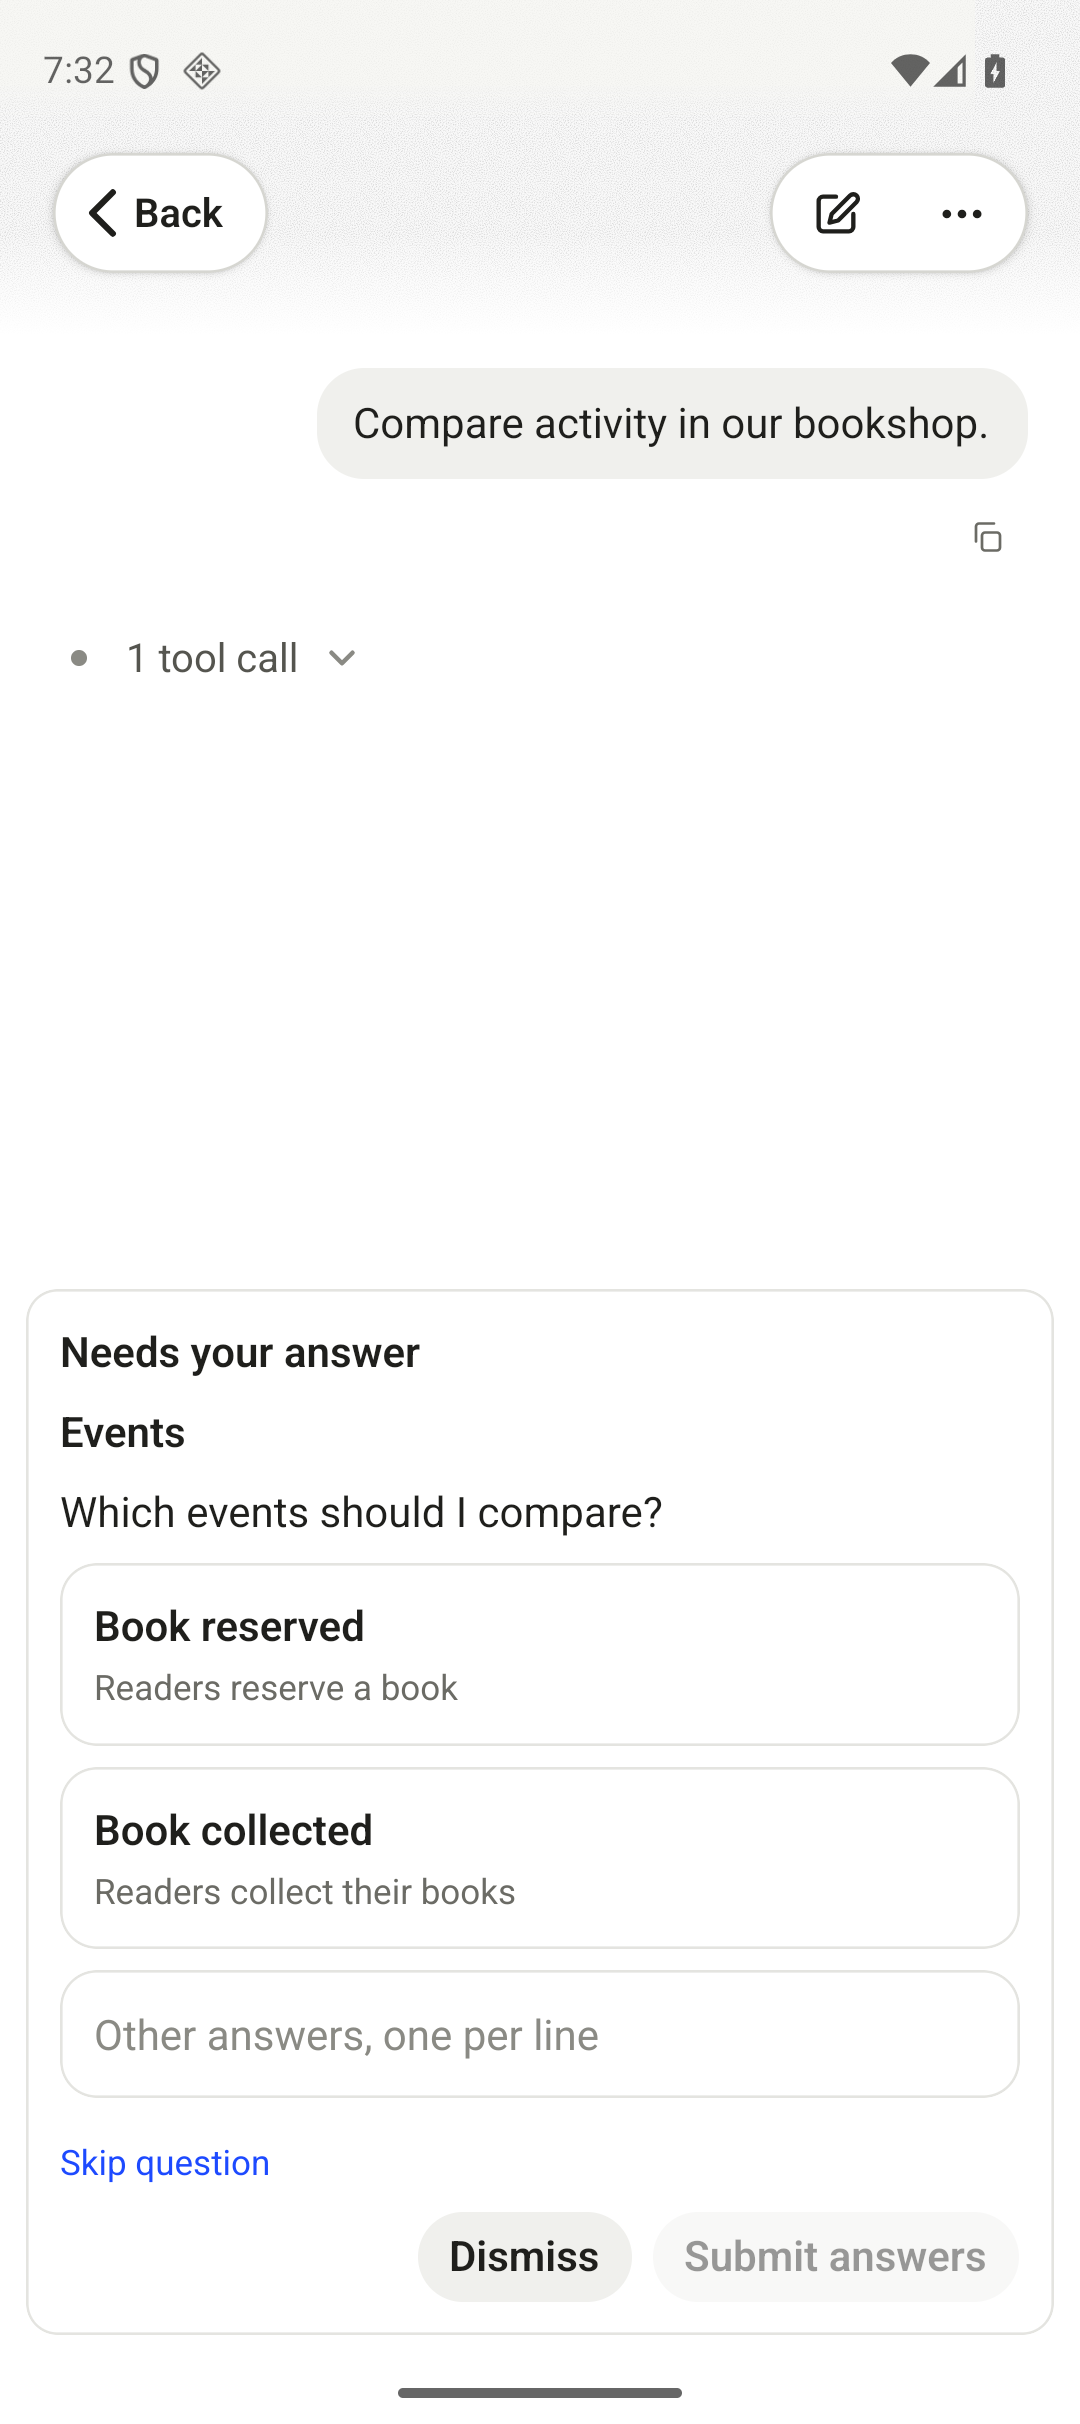 7:32
Back
Compare activity in our bookshop.
1 tool call
Needs your answer
Events
Which events should I compare?
Book reserved
Readers reserve a book
Book collected
Readers collect their books
Other answers, one per line
Skip question
Dismiss
Submit answers